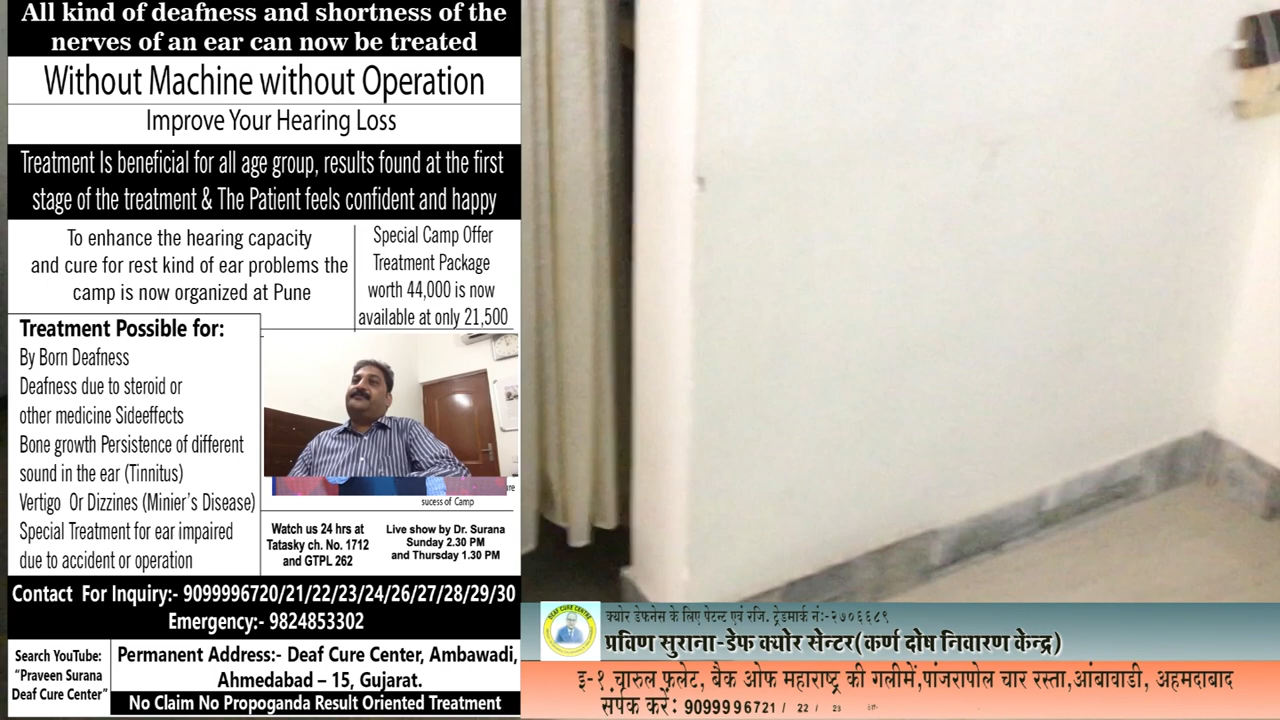 All kind of deafness and shortness of the
nerves of an ear can now be treated
Without Machine without Operation
Improve Your Hearing Loss
Treatment Is beneficial for all age group, results found at the first
stage of the treatment & The Patient feels confident and happy
To enhance the hearing capacity
and cure for rest kind of ear problems the
camp is now organized at Pune
Special Camp Offer
Treatment Package
worth 44,000 is now
available at only 21,500
Treatment Possible for:
By Born Deafness
Deafness due to steroid or
other medicine Sideeffects
Bone growth Persistence of different
sound in the ear (Tinnitus)
Vertigo Or Dizzines (Minier's Disease)
Special Treatment for ear impaired
due to accident or operation
sucess of Camp
Watch us 24 hrs at
Tatasky ch. No. 1712
and GTPL 262
Live show by Dr. Surana
Sunday 2.30 PM
and Thursday 1.30 PM
Contact For Inquiry:- 9099996720/21/22/23/24/26/27/28/29/30
Emergency:- 9824853302
Search YouTube:
"Praveen Surana
Deaf Cure Center"
Permanent Address:- Deaf Cure Center, Ambawadi,
Ahmedabad – 15, Gujarat.
No Claim No Propoganda Result Oriented Treatment
DEAF CURE CENTRE
क्योर डेफनेस के लिए पेटन्ट एवं रजि. ट्रेडमार्क नं:-२७०६६८९
प्रविण सुराना-डेफ क्योर सेन्टर(कर्ण दोष निवारण केन्द्र)
इ-१ चारुल फ़लेट, बैक ओफ महाराष्ट्र की गलीमें,पांजरापोल चार रस्ता,आंबावाडी, अहमदाबाद
संर्पक करें: 9099996721 / 22 / 23